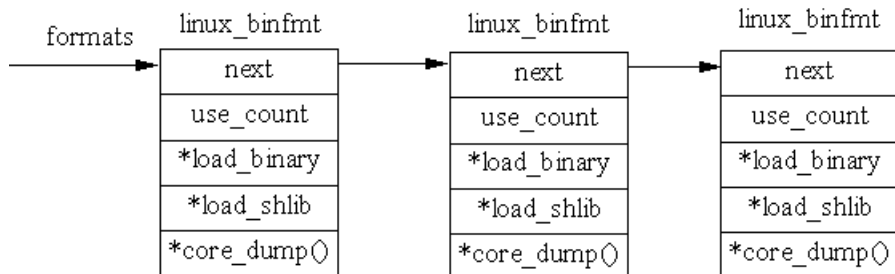 formats
linux_binfmt
next
use_count
*load_binary
*load_shlib
*core_dump()
linux_binfmt
next
use_count
*load_binary
*load_shlib
*core_dump()
linux_binfmt
next
use_count
*load_binary
*load_shlib
*core_dump()